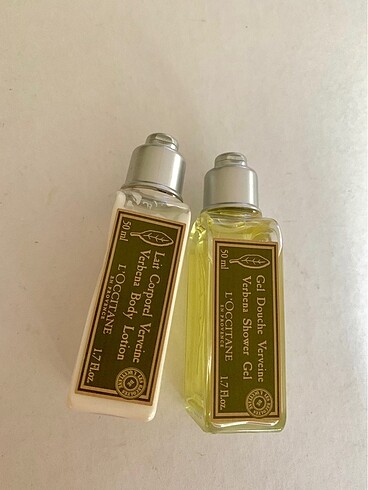 Lait Corporel Verveine
Verbena Body Lotion
L'OCCITANE
EN PROVENCE
50 ml
1.7 Fl.oz.
Gel Douche Verveine
Verbena Shower Gel
L'OCCITANE
EN PROVENCE
50 ml
1.7 Fl.oz.